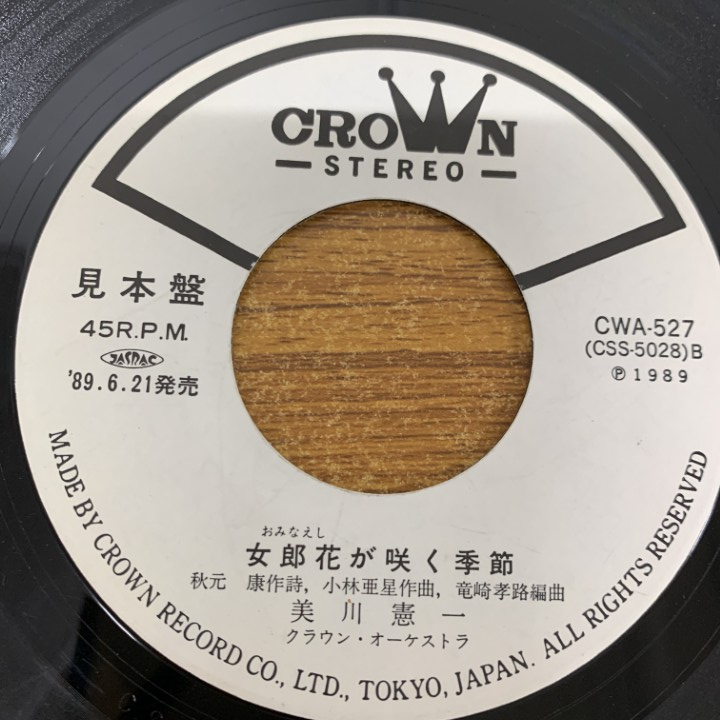 CROWN
STEREO
見本盤
45R.P.M.
JASRAC
'89.6.21発売
CWA-527
(CSS-5028)B
Ⓟ1989
おみなえし
女郎花が咲く季節
秋元 康作詩, 小林亜星作曲, 竜崎孝路編曲
美川憲一
クラウン・オーケストラ
MADE BY CROWN RECORD CO., LTD., TOKYO, JAPAN. ALL RIGHTS RESERVED